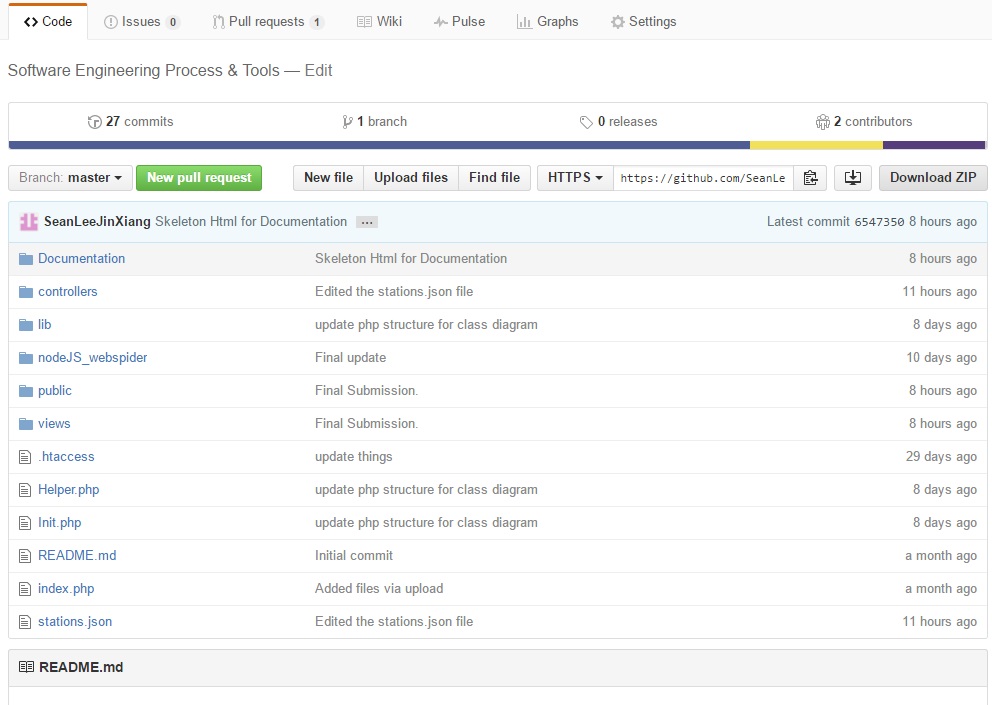 Code Issues 0 Pull requests 1 Wiki Pulse Graphs Settings
Software Engineering Process & Tools — Edit
27 commits 1 branch 0 releases 2 contributors
Branch: master New pull request New file Upload files Find file HTTPS https://github.com/SeanLe Download ZIP
SeanLeeJinXiang Skeleton Html for Documentation … Latest commit 6547350 8 hours ago
Documentation Skeleton Html for Documentation 8 hours ago
controllers Edited the stations.json file 11 hours ago
lib update php structure for class diagram 8 days ago
nodeJS_webspider Final update 10 days ago
public Final Submission. 8 hours ago
views Final Submission. 8 hours ago
.htaccess update things 29 days ago
Helper.php update php structure for class diagram 8 days ago
Init.php update php structure for class diagram 8 days ago
README.md Initial commit a month ago
index.php Added files via upload a month ago
stations.json Edited the stations.json file 11 hours ago
README.md